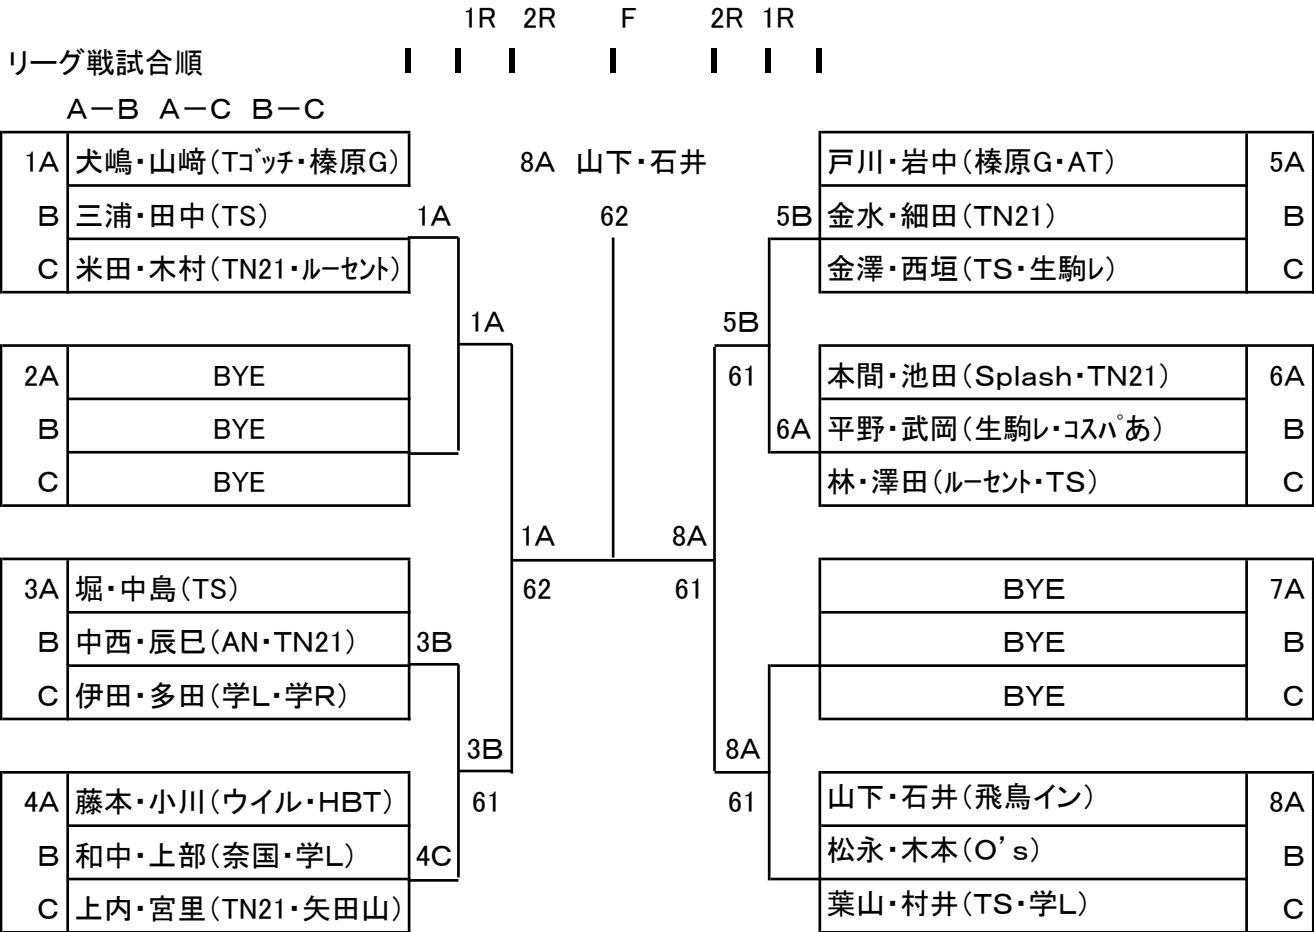 1R 2R F 2R 1R
リーグ戦試合順
A－B A－C B－C
1A 犬嶋・山﨑(Tゴッチ・榛原G)
B 三浦・田中(TS)
C 米田・木村(TN21・ルーセント)
1A
2A BYE
B BYE
C BYE
1A
3A 堀・中島(TS)
B 中西・辰巳(AN・TN21)
C 伊田・多田(学L・学R)
3B
4A 藤本・小川(ウイル・HBT)
B 和中・上部(奈国・学L)
C 上内・宮里(TN21・矢田山)
4C
3B
61
1A
62
8A 山下・石井
62
8A
61
5B
61
8A
61
戸川・岩中(榛原G・AT) 5A
金水・細田(TN21) B
金澤・西垣(TS・生駒レ) C
5B
本間・池田(Splash・TN21) 6A
平野・武岡(生駒レ・コスパあ) B
林・澤田(ルーセント・TS) C
6A
BYE 7A
BYE B
BYE C
山下・石井(飛鳥イン) 8A
松永・木本(O’s) B
葉山・村井(TS・学L) C